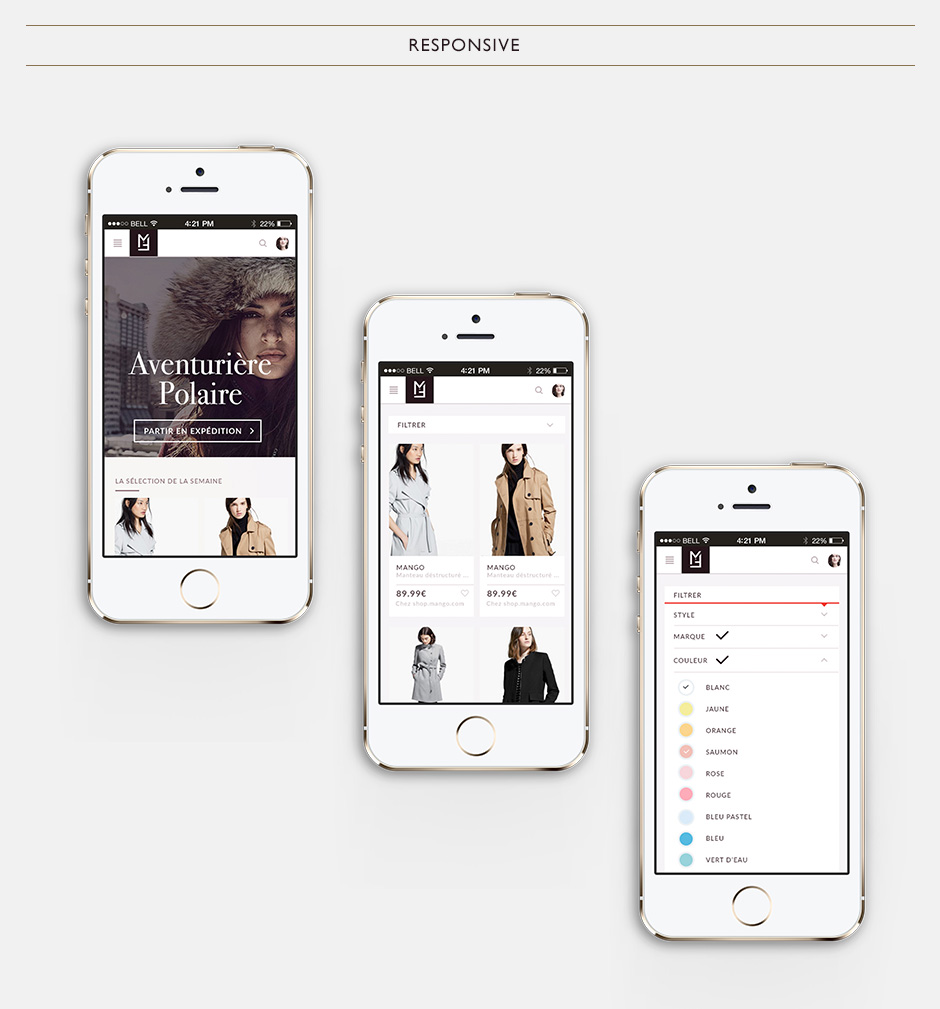 RESPONSIVE
BELL 4:21 PM 22%
Aventurière
Polaire
PARTIR EN EXPÉDITION
LA SÉLECTION DE LA SEMAINE
BELL 4:21 PM 22%
FILTRER
MANGO
Manteau déstructuré ...
89.99€
Chez shop.mango.com
MANGO
Manteau déstructuré ...
89.99€
Chez shop.mango.com
BELL 4:21 PM 22%
FILTRER
STYLE
MARQUE
COULEUR
BLANC
JAUNE
ORANGE
SAUMON
ROSE
ROUGE
BLEU PASTEL
BLEU
VERT D'EAU